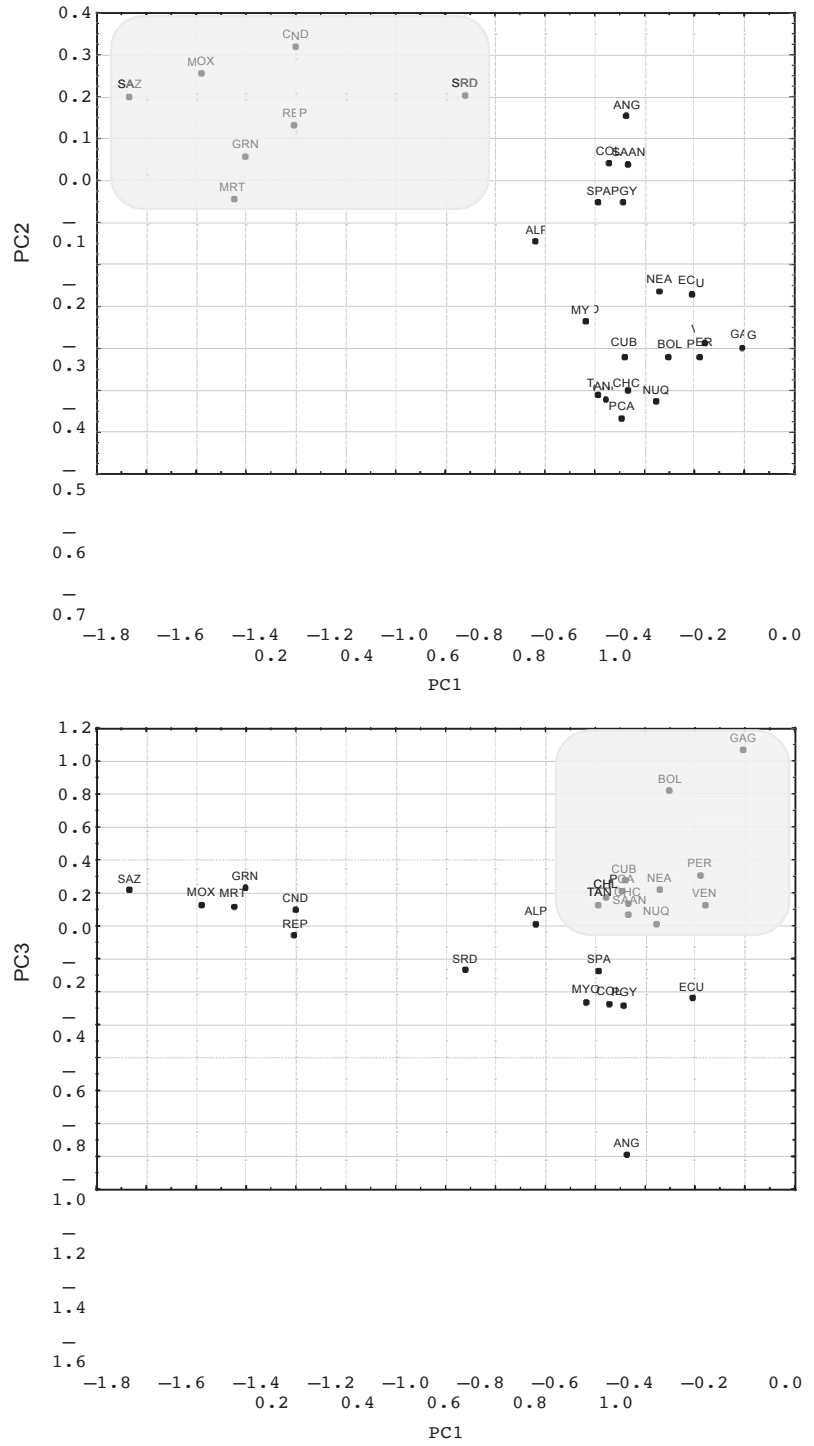 0.4
0.3
0.2
0.1
0.0
—
0.1
—
0.2
0.3
—
0.4
—
0.5
—
0.6
—
0.7
PC2
CND
MOX
SAZ
SRD
REP
GRN
MRT
ANG
SAAN
SPA PGY
NEA ECU
CUB BOL PER
CHC NUQ
PCA
−1.8 −1.6 −1.4 −1.2 −1.0 −0.8 −0.6 −0.4 −0.2 0.0
0.2 0.4 0.6 0.8 1.0
PC1
1.2
1.0
0.8
0.6
0.4
0.2
0.0
—
0.2
—
0.4
—
0.6
—
0.8
—
1.0
—
1.2
—
1.4
—
1.6
PC3
GAG
BOL
SAZ
MOX MRT GRN
CND
REP
SRD
ALP
CUB
PER
CHL
NEA
TAN
SAAN
VEN
NUQ
SPA
MYO COL PGY
ECU
ANG
−1.8 −1.6 −1.4 −1.2 −1.0 −0.8 −0.6 −0.4 −0.2 0.0
0.2 0.4 0.6 0.8 1.0
PC1